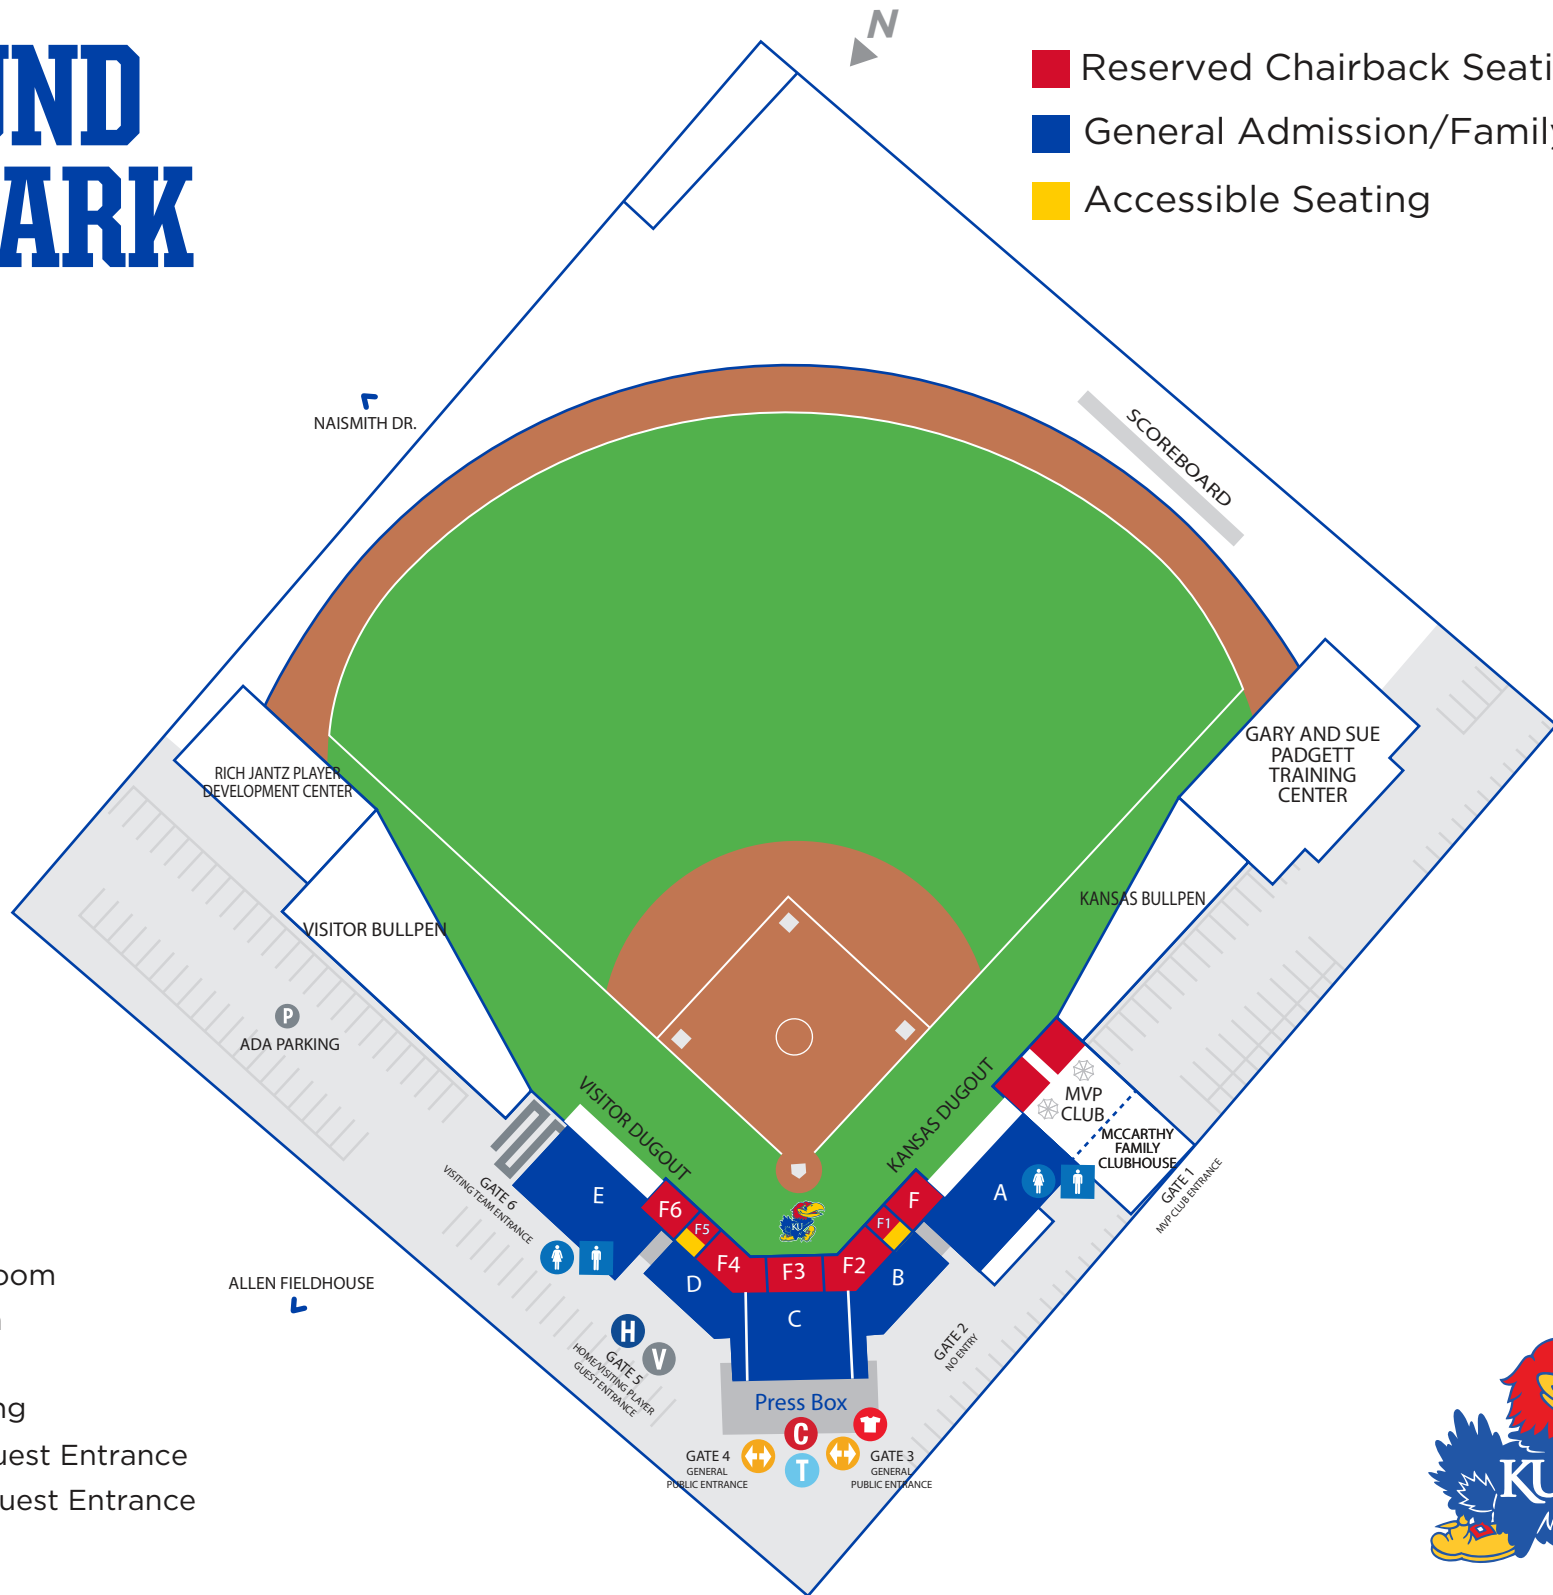 UND
ARK
N
Reserved Chairback Seati
General Admission/Family
Accessible Seating
NAISMITH DR.
SCOREBOARD
GARY AND SUE
PADGETT
TRAINING
CENTER
RICH JANTZ PLAYER
DEVELOPMENT CENTER
KANSAS BULLPEN
VISITOR BULLPEN
P
ADA PARKING
VISITOR DUGOUT
KANSAS DUGOUT
MVP
CLUB
MCCARTHY
FAMILY
CLUBHOUSE
GATE 1
MVP CLUB ENTRANCE
GATE 6
VISITING TEAM ENTRANCE
E
A
F6
F5
F4
F3
F2
F1
F
D
C
B
KU
ALLEN FIELDHOUSE
H
V
GATE 5
HOME/VISITING PLAYER
GUEST ENTRANCE
GATE 2
NO ENTRY
Press Box
C
T
GATE 4
GENERAL
PUBLIC ENTRANCE
GATE 3
GENERAL
PUBLIC ENTRANCE
oom
ng
uest Entrance
uest Entrance
KU